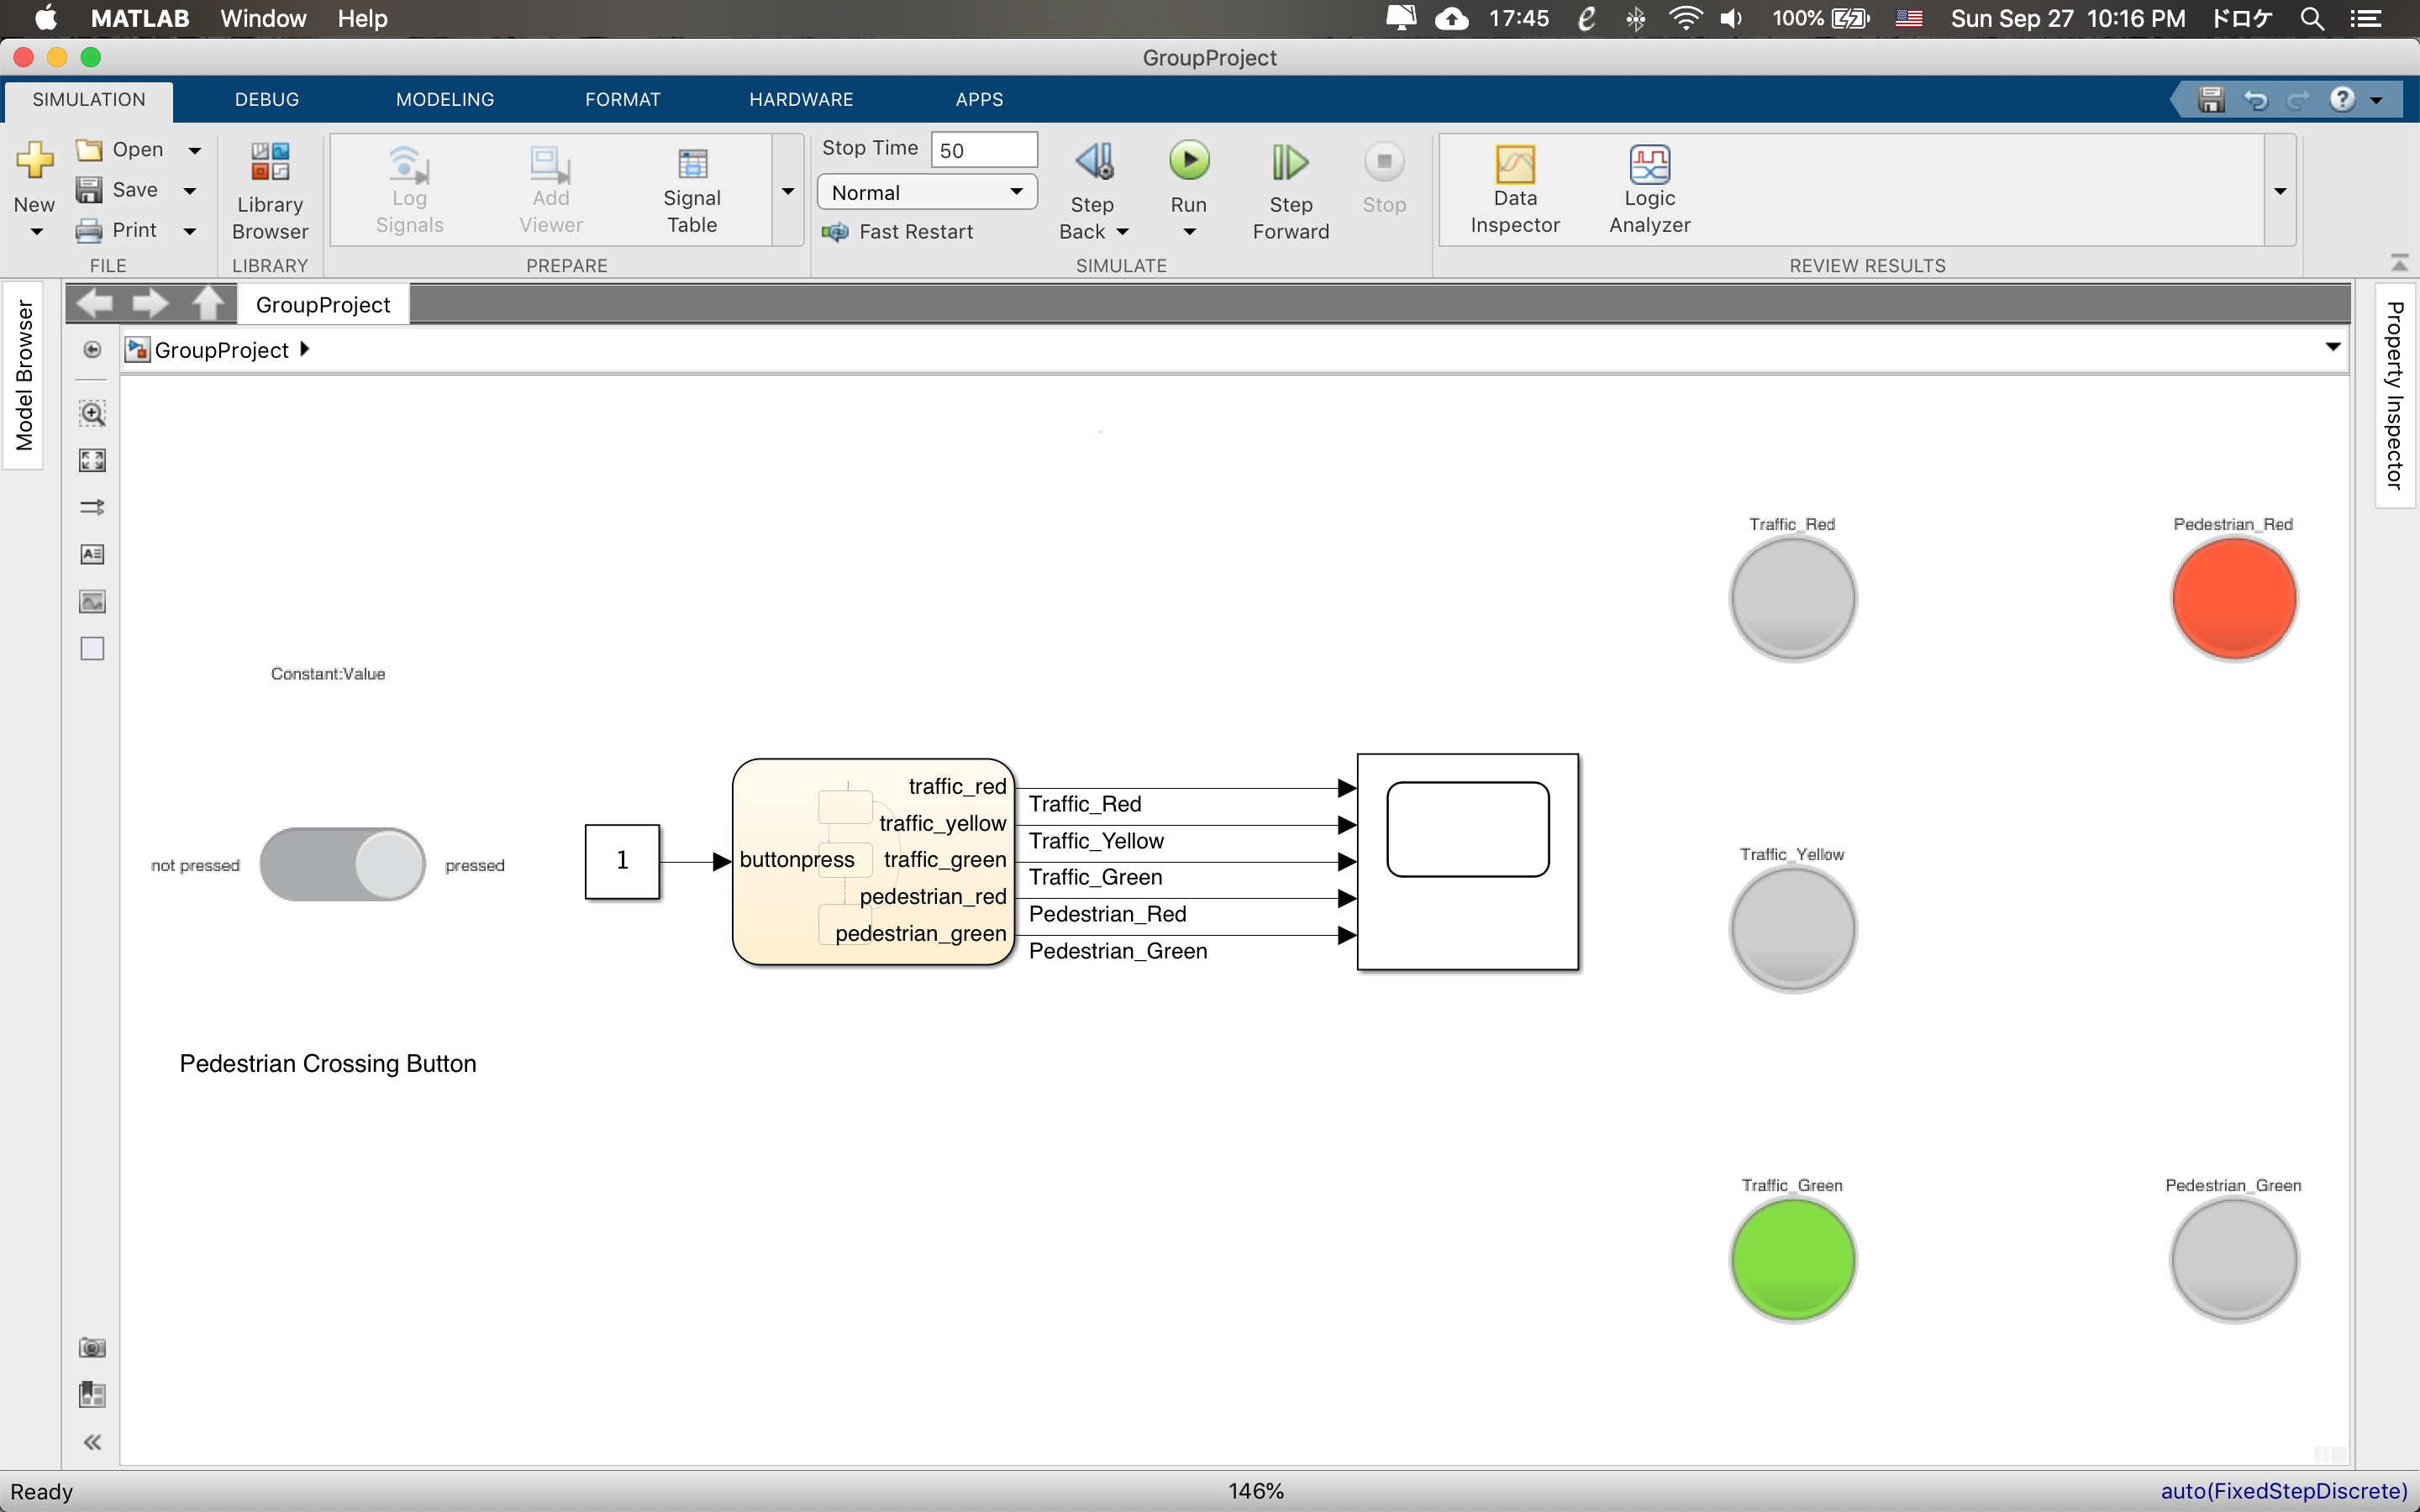 MATLAB Window Help 17:45 100% Sun Sep 27 10:16 PM ドロケ
GroupProject
SIMULATION DEBUG MODELING FORMAT HARDWARE APPS
New
Open
Save
Print
FILE
Library
Browser
LIBRARY
Log
Signals
Add
Viewer
Signal
Table
PREPARE
Stop Time 50
Normal
Fast Restart
Step
Back
Run
Step
Forward
Stop
SIMULATE
Data
Inspector
Logic
Analyzer
REVIEW RESULTS
Model Browser
GroupProject
GroupProject
Property Inspector
Constant:Value
not pressed
pressed
Pedestrian Crossing Button
1
buttonpress
traffic_red
traffic_yellow
traffic_green
pedestrian_red
pedestrian_green
Traffic_Red
Traffic_Yellow
Traffic_Green
Pedestrian_Red
Pedestrian_Green
Traffic_Red
Pedestrian_Red
Traffic_Yellow
Traffic_Green
Pedestrian_Green
Ready 146% auto(FixedStepDiscrete)